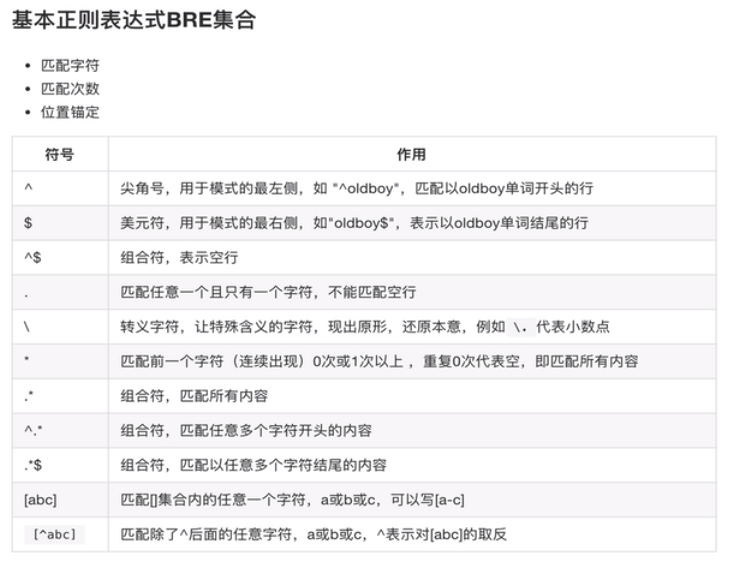 基本正则表达式BRE集合
• 匹配字符
• 匹配次数
• 位置锚定
符号 作用
^ 尖角号，用于模式的最左侧，如 "^oldboy"，匹配以oldboy单词开头的行
$ 美元符，用于模式的最右侧，如"oldboy$"，表示以oldboy单词结尾的行
^$ 组合符，表示空行
. 匹配任意一个且只有一个字符，不能匹配空行
\ 转义字符，让特殊含义的字符，现出原形，还原本意，例如 \. 代表小数点
* 匹配前一个字符（连续出现）0次或1次以上 ，重复0次代表空，即匹配所有内容
.* 组合符，匹配所有内容
^.* 组合符，匹配任意多个字符开头的内容
.*$ 组合符，匹配以任意多个字符结尾的内容
[abc] 匹配[]集合内的任意一个字符，a或b或c，可以写[a-c]
[^abc] 匹配除了^后面的任意字符，a或b或c，^表示对[abc]的取反